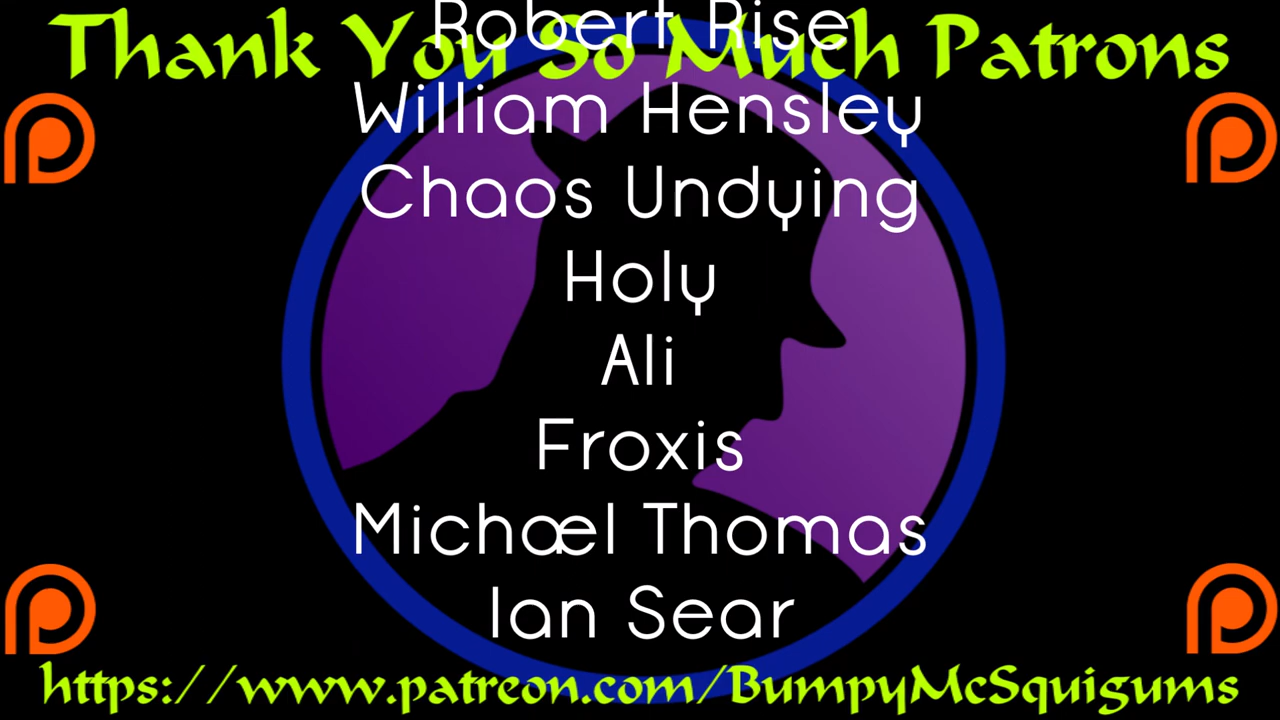 Thank You So Much Patrons
Robert Rise
William Hensley
Chaos Undying
Holy
Ali
Froxis
Michael Thomas
Ian Sear
https://www.patreon.com/BumpyMcSquigums